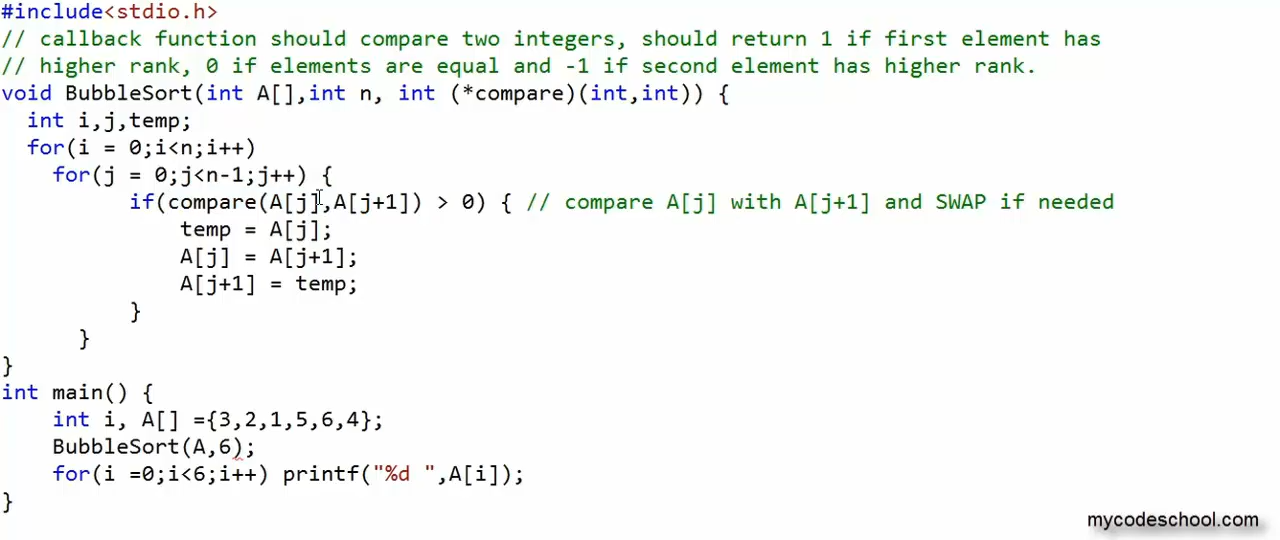 #include<stdio.h>
// callback function should compare two integers, should return 1 if first element has
// higher rank, 0 if elements are equal and -1 if second element has higher rank.
void BubbleSort(int A[],int n, int (*compare)(int,int)) {
  int i,j,temp;
  for(i = 0;i<n;i++)
    for(j = 0;j<n-1;j++) {
          if(compare(A[j],A[j+1]) > 0) { // compare A[j] with A[j+1] and SWAP if needed
              temp = A[j];
              A[j] = A[j+1];
              A[j+1] = temp;
          }
      }
}
int main() {
    int i, A[] ={3,2,1,5,6,4};
    BubbleSort(A,6);
    for(i =0;i<6;i++) printf("%d ",A[i]);
}
mycodeschool.com